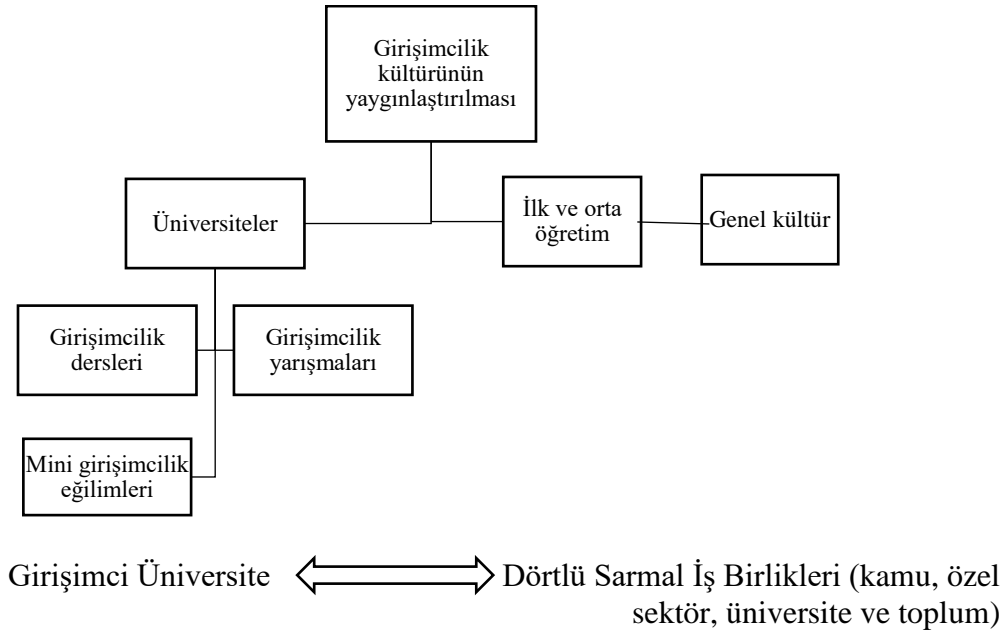 Girişimcilik
kültürünün
yaygınlaştırılması
Üniversiteler
İlk ve orta
öğretim
Genel kültür
Girişimcilik
dersleri
Girişimcilik
yarışmaları
Mini girişimcilik
eğilimleri
Girişimci Üniversite
Dörtlü Sarmal İş Birlikleri (kamu, özel
sektör, üniversite ve toplum)